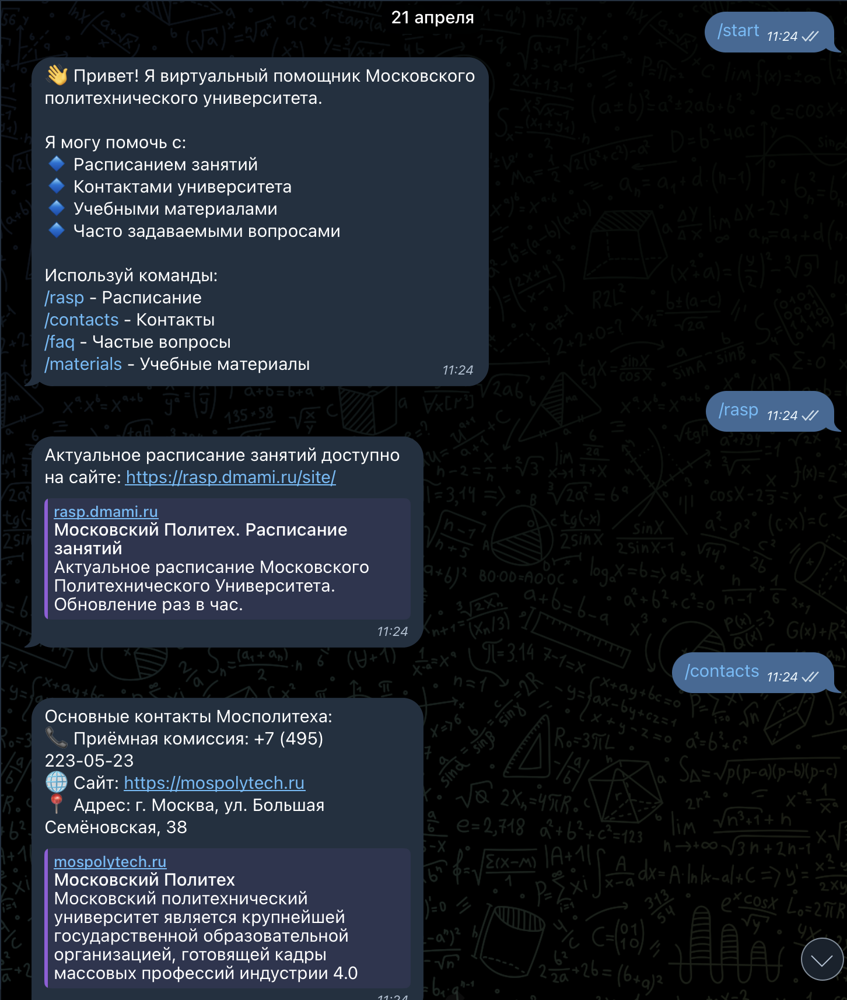 21 апреля
/start 11:24
👋 Привет! Я виртуальный помощник Московского
политехнического университета.
Я могу помочь с:
🔹 Расписанием занятий
🔹 Контактами университета
🔹 Учебными материалами
🔹 Часто задаваемыми вопросами
Используй команды:
/rasp - Расписание
/contacts - Контакты
/faq - Частые вопросы
/materials - Учебные материалы
11:24
/rasp 11:24
Актуальное расписание занятий доступно
на сайте: https://rasp.dmami.ru/site/
rasp.dmami.ru
Московский Политех. Расписание
занятий
Актуальное расписание Московского
Политехнического Университета.
Обновление раз в час.
11:24
/contacts 11:24
Основные контакты Мосполитеха:
📞 Приёмная комиссия: +7 (495)
223-05-23
🌐 Сайт: https://mospolytech.ru
📍 Адрес: г. Москва, ул. Большая
Семёновская, 38
mospolytech.ru
Московский Политех
Московский политехнический
университет является крупнейшей
государственной образовательной
организацией, готовящей кадры
массовых профессий индустрии 4.0
11:24